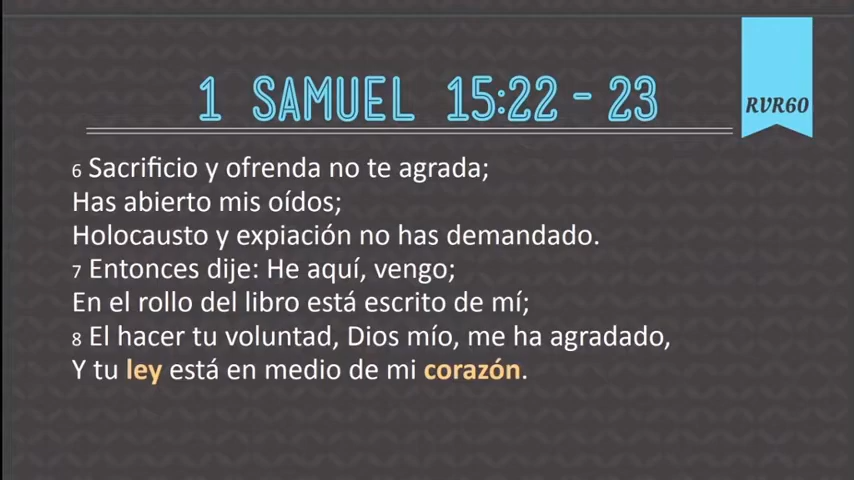 1 SAMUEL 15:22 - 23
RVR60
6 Sacrificio y ofrenda no te agrada;
Has abierto mis oídos;
Holocausto y expiación no has demandado.
7 Entonces dije: He aquí, vengo;
En el rollo del libro está escrito de mí;
8 El hacer tu voluntad, Dios mío, me ha agradado,
Y tu ley está en medio de mi corazón.